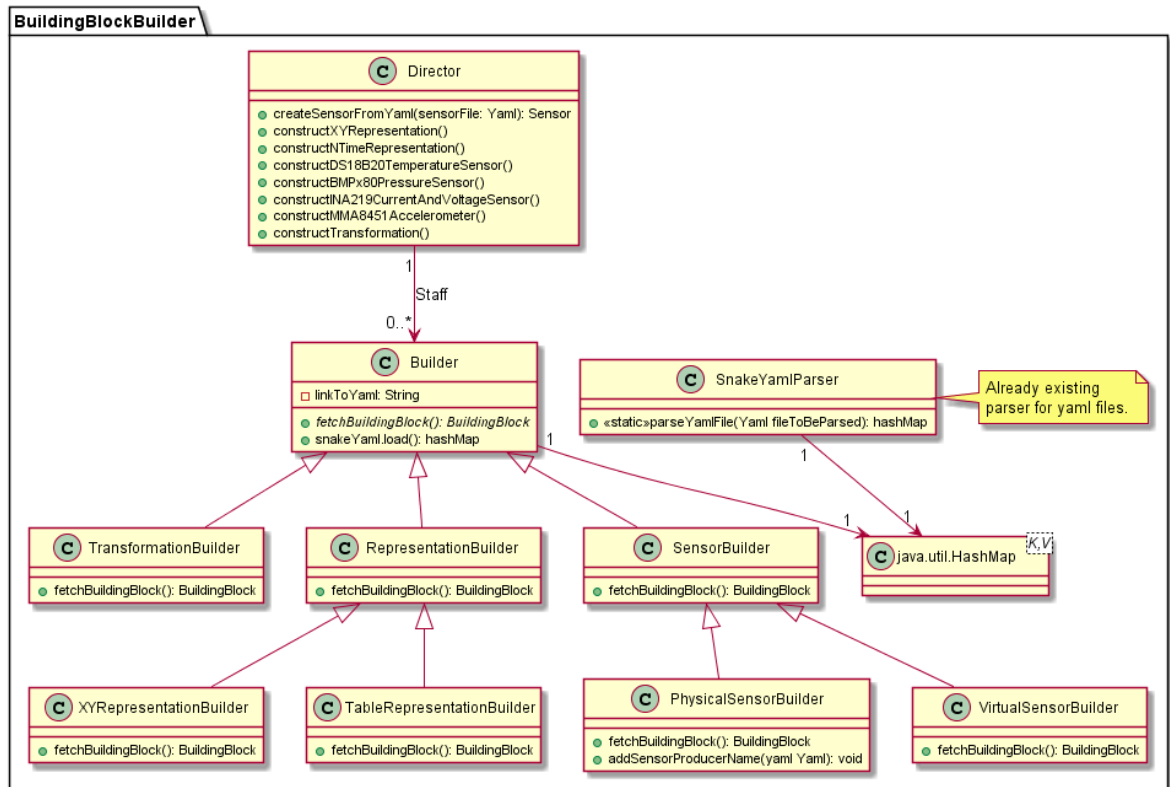 BuildingBlockBuilder
C Director
createSensorFromYaml(sensorFile: Yaml): Sensor
constructXYRepresentation()
constructNTimeRepresentation()
constructDS18B20TemperatureSensor()
constructBMPx80PressureSensor()
constructINA219CurrentAndVoltageSensor()
constructMMA8451Accelerometer()
constructTransformation()
1
Staff
0..*
C Builder
linkToYaml: String
fetchBuildingBlock(): BuildingBlock
snakeYaml.load(): hashMap
1
C SnakeYamlParser
«static»parseYamlFile(Yaml fileToBeParsed): hashMap
1
Already existing
parser for yaml files.
C TransformationBuilder
fetchBuildingBlock(): BuildingBlock
C RepresentationBuilder
fetchBuildingBlock(): BuildingBlock
C SensorBuilder
fetchBuildingBlock(): BuildingBlock
1
1
C java.util.HashMap
K,V
C XYRepresentationBuilder
fetchBuildingBlock(): BuildingBlock
C TableRepresentationBuilder
fetchBuildingBlock(): BuildingBlock
C PhysicalSensorBuilder
fetchBuildingBlock(): BuildingBlock
addSensorProducerName(yaml Yaml): void
C VirtualSensorBuilder
fetchBuildingBlock(): BuildingBlock